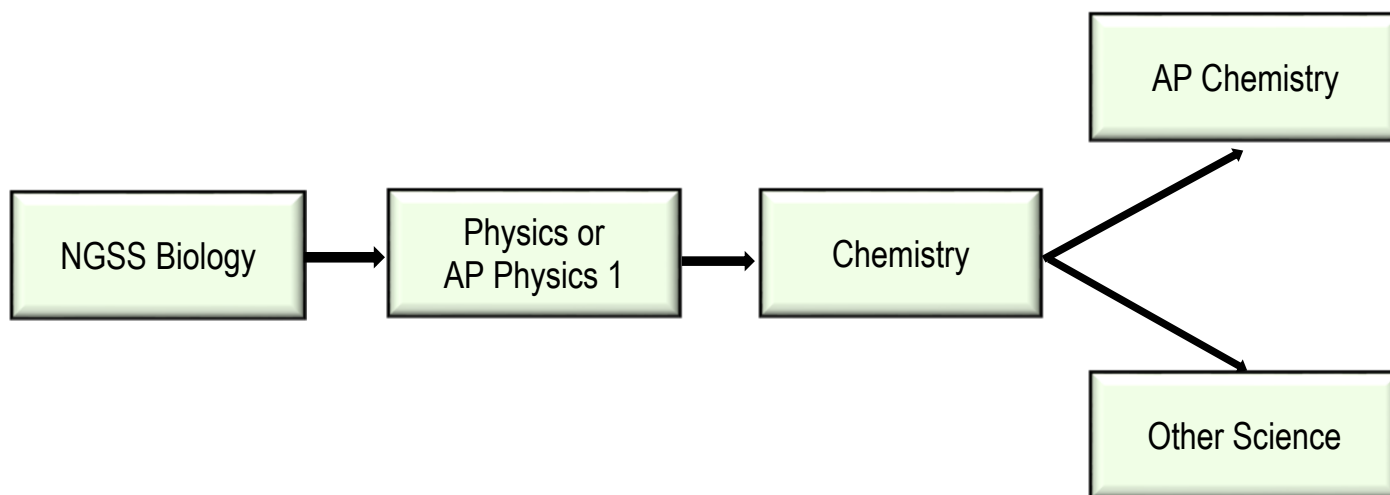 AP Chemistry
NGSS Biology
Physics or
AP Physics 1
Chemistry
Other Science